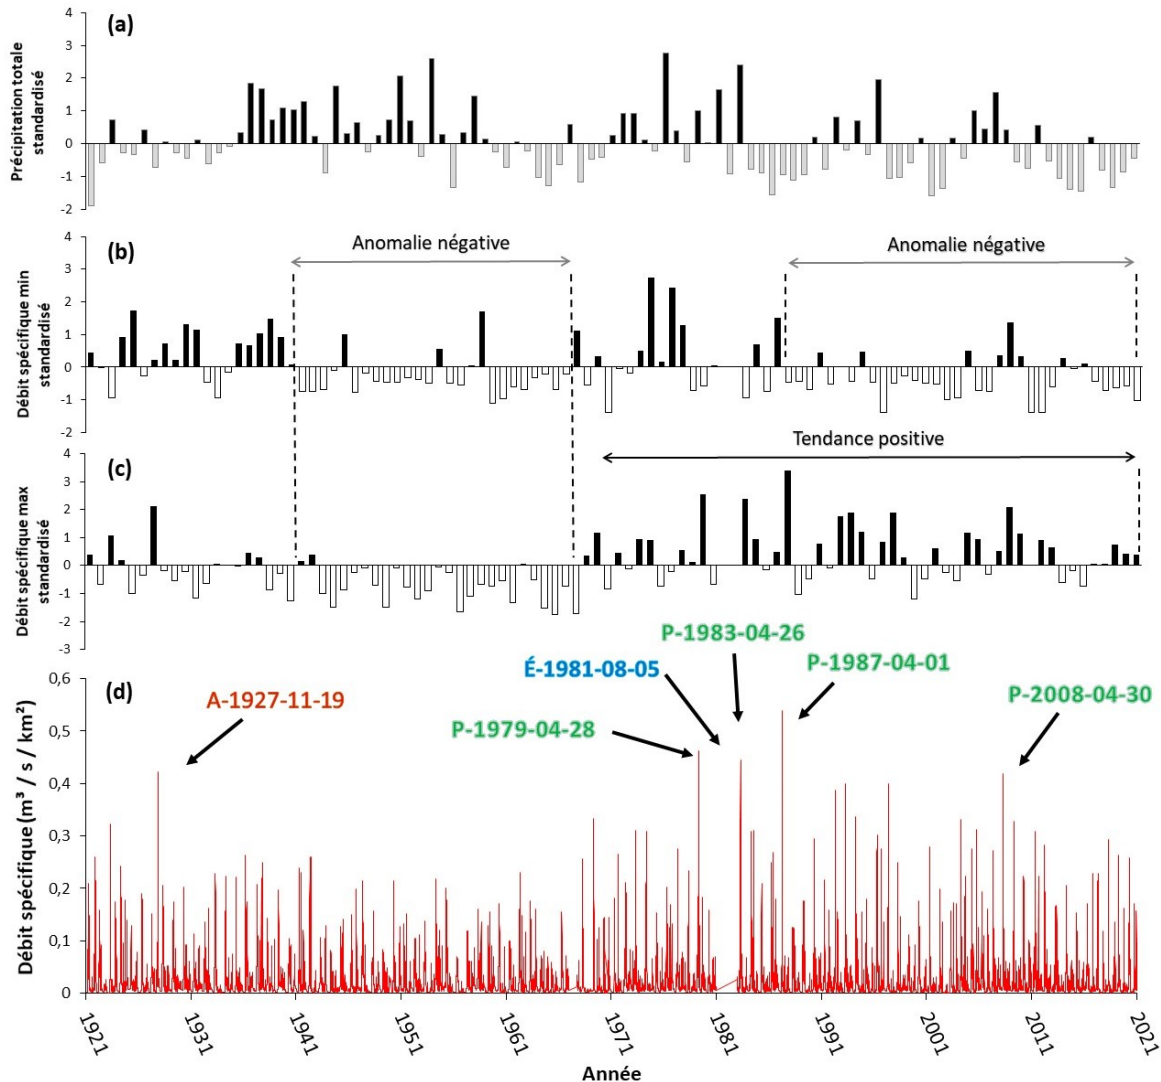 (a)
Précipitation totale
standardisé
4
3
2
1
0
-1
-2
(b)
Débit spécifique min
standardisé
4
3
2
1
0
-1
-2
Anomalie négative
Anomalie négative
(c)
Débit spécifique max
standardisé
4
3
2
1
0
-1
-2
-3
Tendance positive
(d)
Débit spécifique (m³ / s / km²)
0,6
0,5
0,4
0,3
0,2
0,1
0
A-1927-11-19
P-1979-04-28
É-1981-08-05
P-1983-04-26
P-1987-04-01
P-2008-04-30
1921
1931
1941
1951
1961
1971
1981
1991
2001
2011
2021
Année